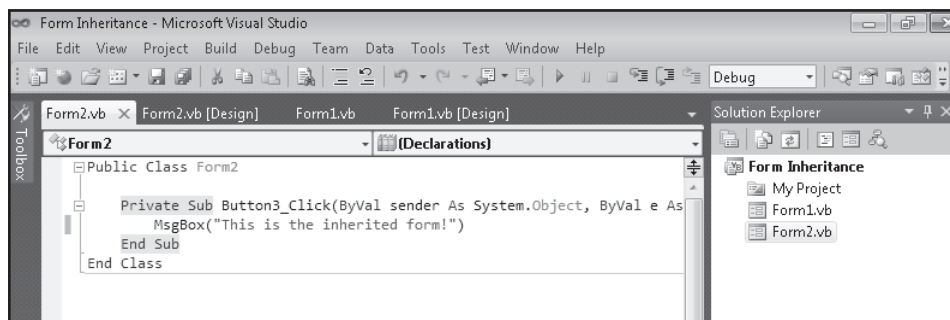 Form Inheritance - Microsoft Visual Studio
File Edit View Project Build Debug Team Data Tools Test Window Help
Debug
Form2.vb Form2.vb [Design] Form1.vb Form1.vb [Design]
Solution Explorer
Toolbox
Form2 (Declarations)
Public Class Form2
Private Sub Button3_Click(ByVal sender As System.Object, ByVal e As
MsgBox("This is the inherited form!")
End Sub
End Class
Form Inheritance
My Project
Form1.vb
Form2.vb